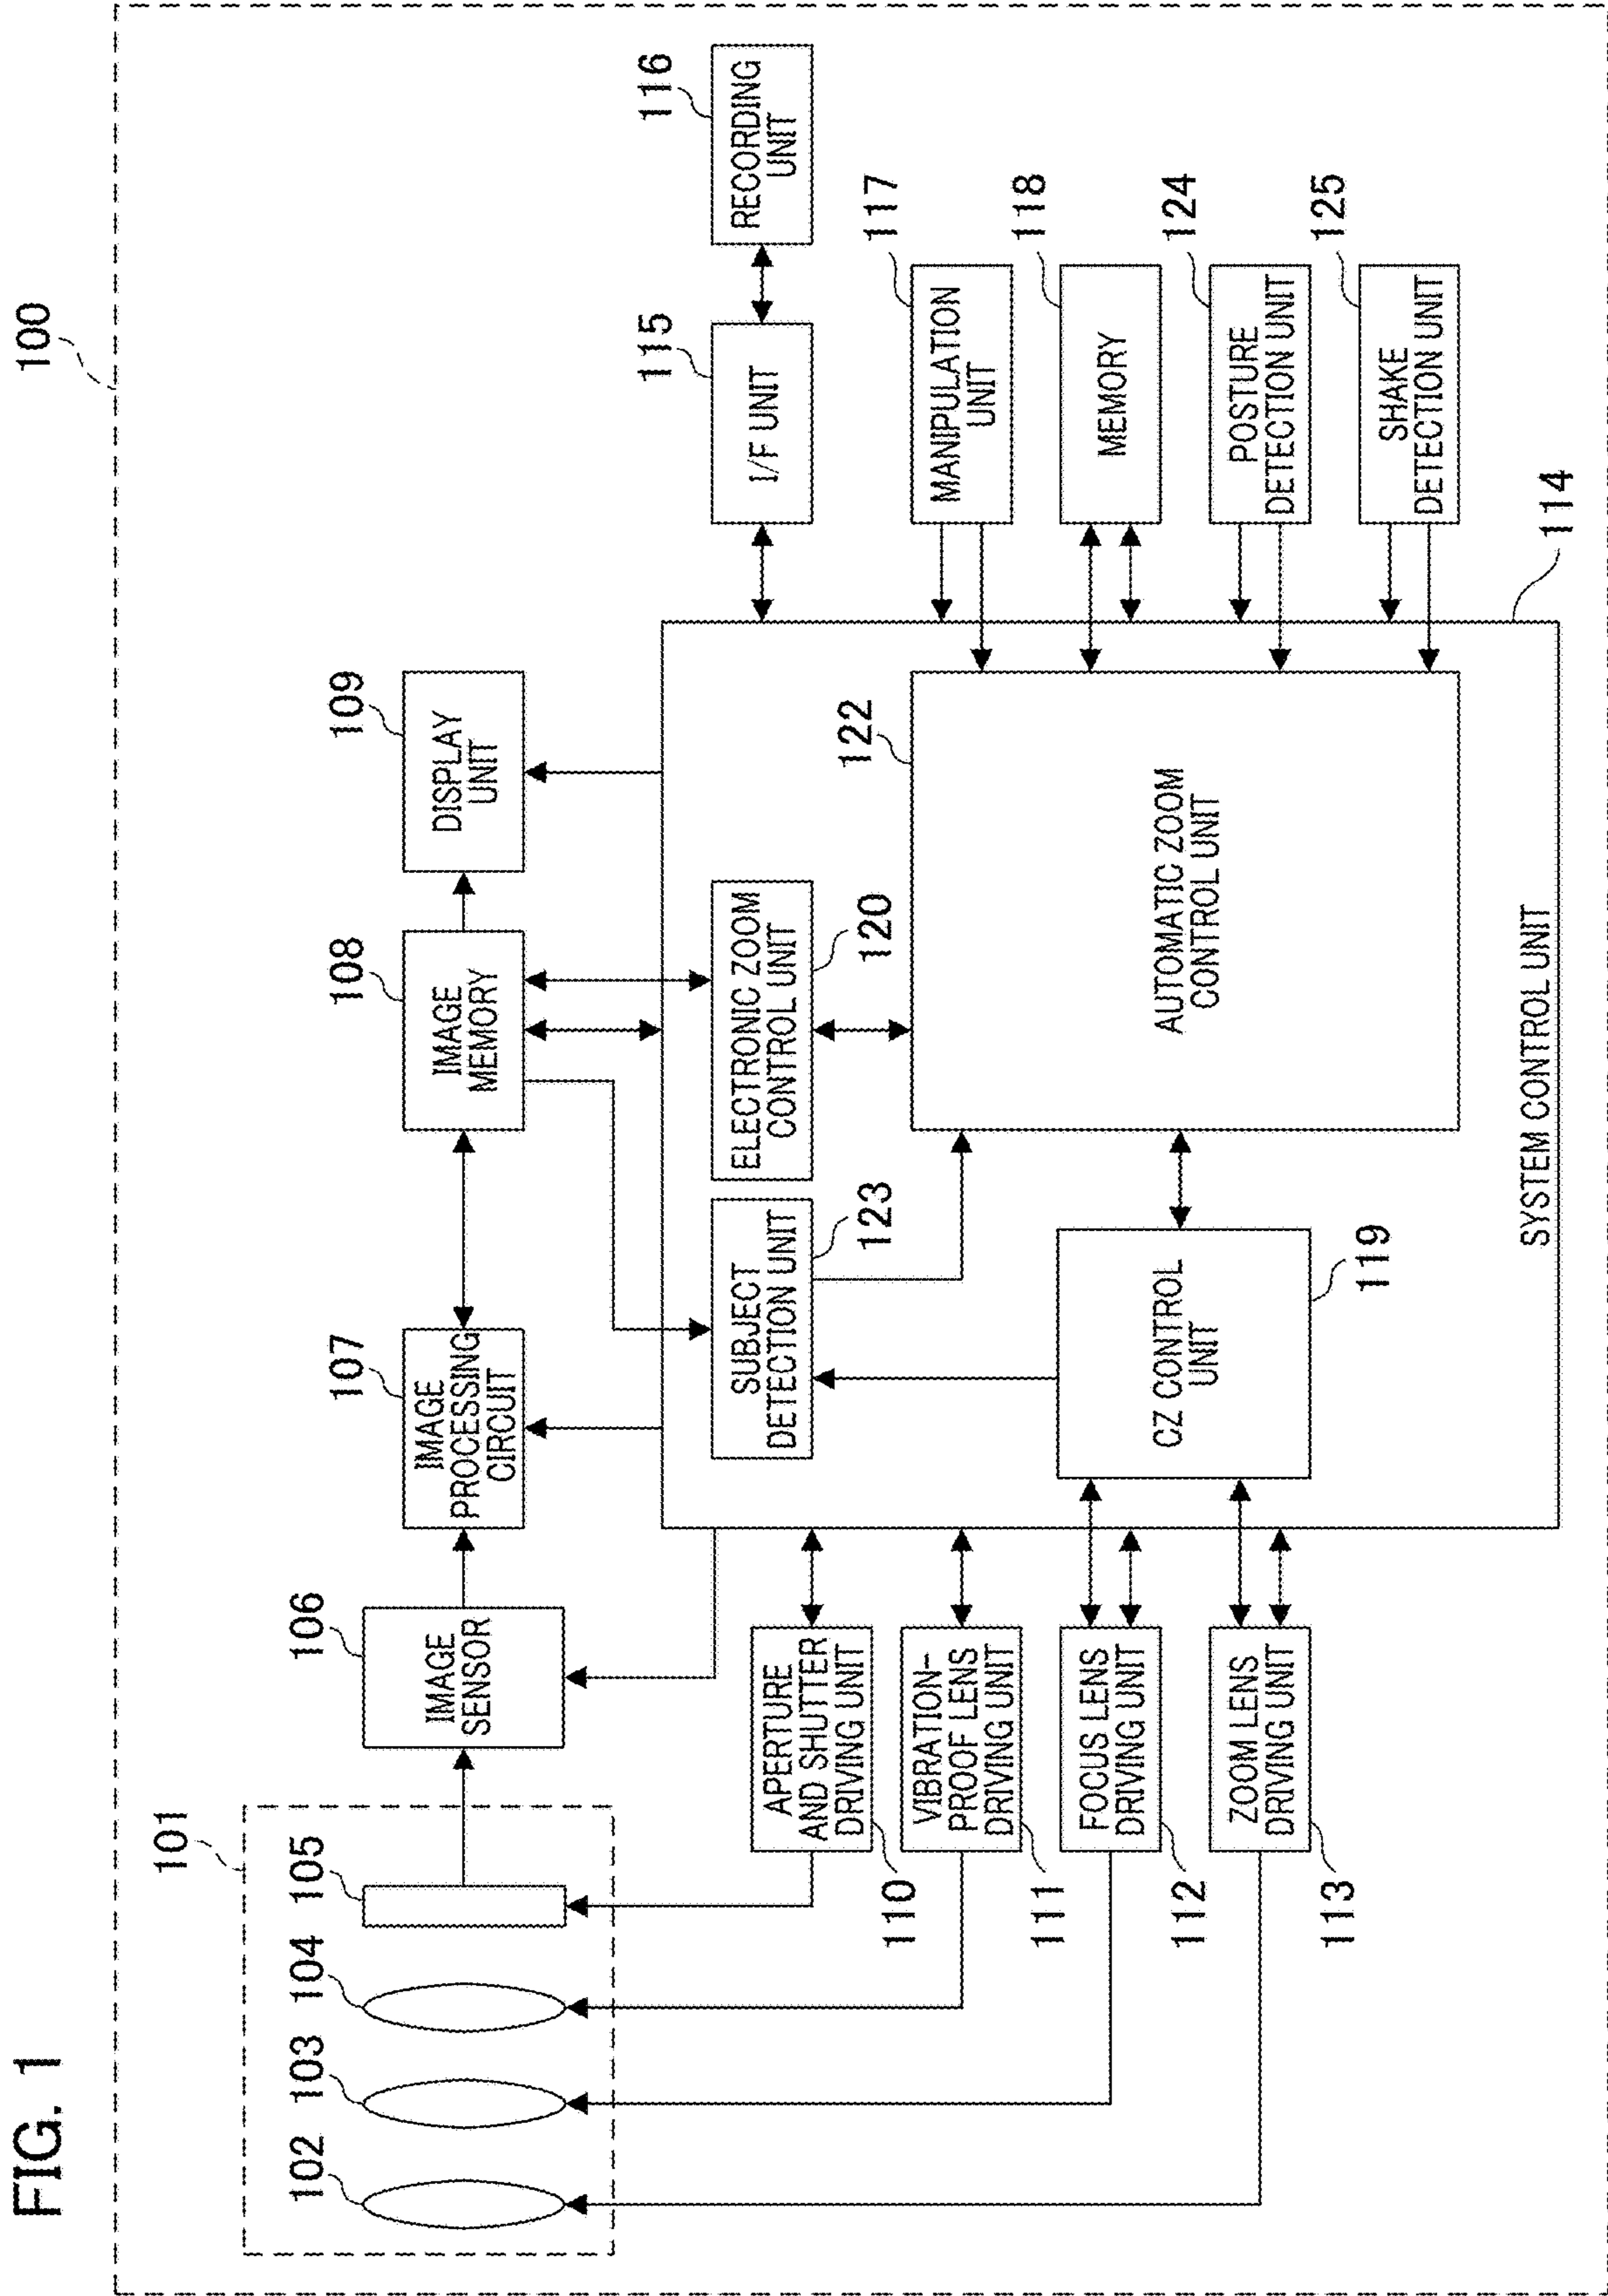 FIG. 1
100
101
102
103
104
105
106
IMAGE
SENSOR
107
IMAGE
PROCESSING
CIRCUIT
108
IMAGE
MEMORY
109
DISPLAY
UNIT
APERTURE
AND SHUTTER
DRIVING UNIT
110
VIBRATION-
PROOF LENS
DRIVING UNIT
111
FOCUS LENS
DRIVING UNIT
112
ZOOM LENS
DRIVING UNIT
113
SUBJECT
DETECTION UNIT
123
ELECTRONIC ZOOM
CONTROL UNIT
120
CZ CONTROL
UNIT
119
122
AUTOMATIC ZOOM
CONTROL UNIT
SYSTEM CONTROL UNIT
114
115
I/F UNIT
116
RECORDING
UNIT
117
MANIPULATION
UNIT
118
MEMORY
124
POSTURE
DETECTION UNIT
125
SHAKE
DETECTION UNIT